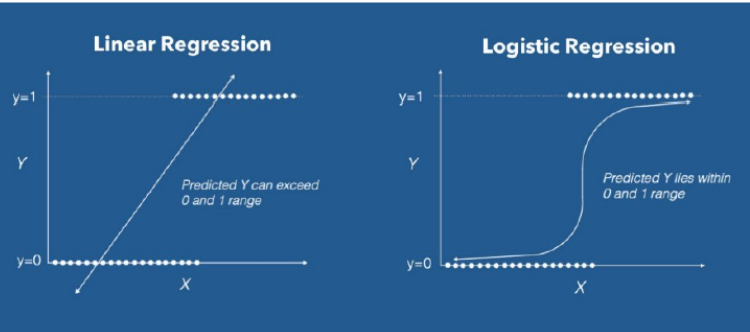 Linear Regression
y=1
Y
Predicted Y can exceed
0 and 1 range
y=0
X
Logistic Regression
y=1
Y
Predicted Y lies within
0 and 1 range
y=0
X